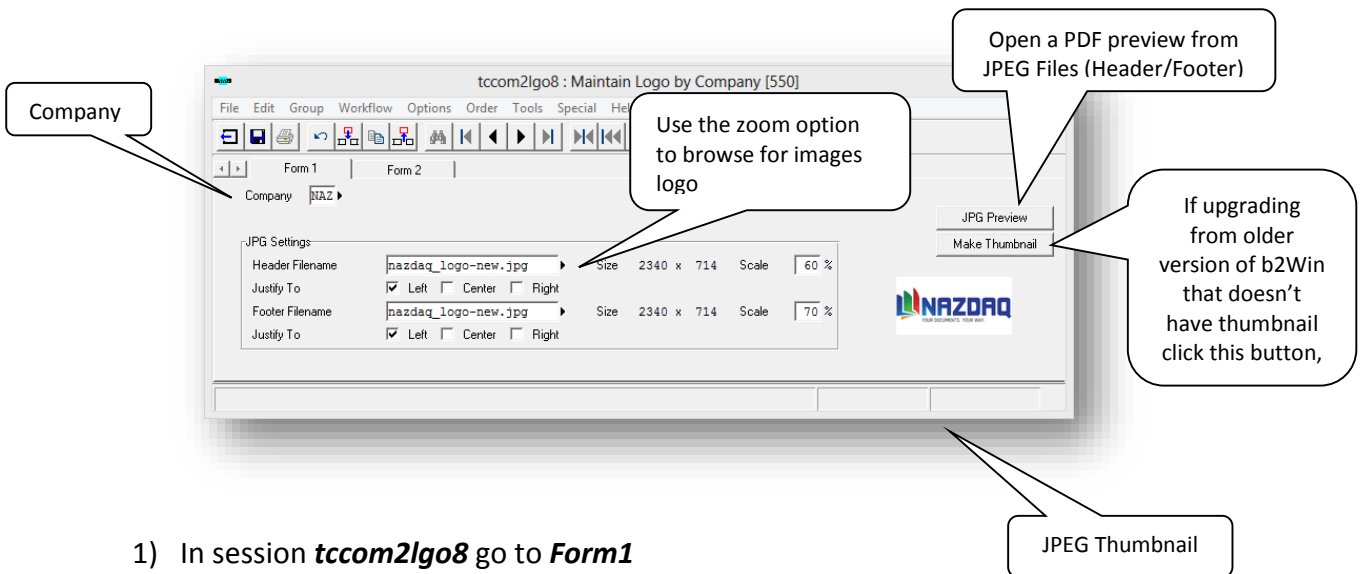 Open a PDF preview from
JPEG Files (Header/Footer)
Company
Use the zoom option
to browse for images
logo
If upgrading
from older
version of b2Win
that doesn't
have thumbnail
click this button,
JPEG Thumbnail
tccom2lgo8 : Maintain Logo by Company [550]
File Edit Group Workflow Options Order Tools Special
Form 1 Form 2
Company NAZ
JPG Preview
Make Thumbnail
JPG Settings
Header Filename nazdaq_logo-new.jpg Size 2340 x 714 Scale 60 %
Justify To Left Center Right
Footer Filename nazdaq_logo-new.jpg Size 2340 x 714 Scale 70 %
Justify To Left Center Right
NAZDAQ
YOUR DOCUMENTS. YOUR WAY.
1) In session tccom2lgo8 go to Form1